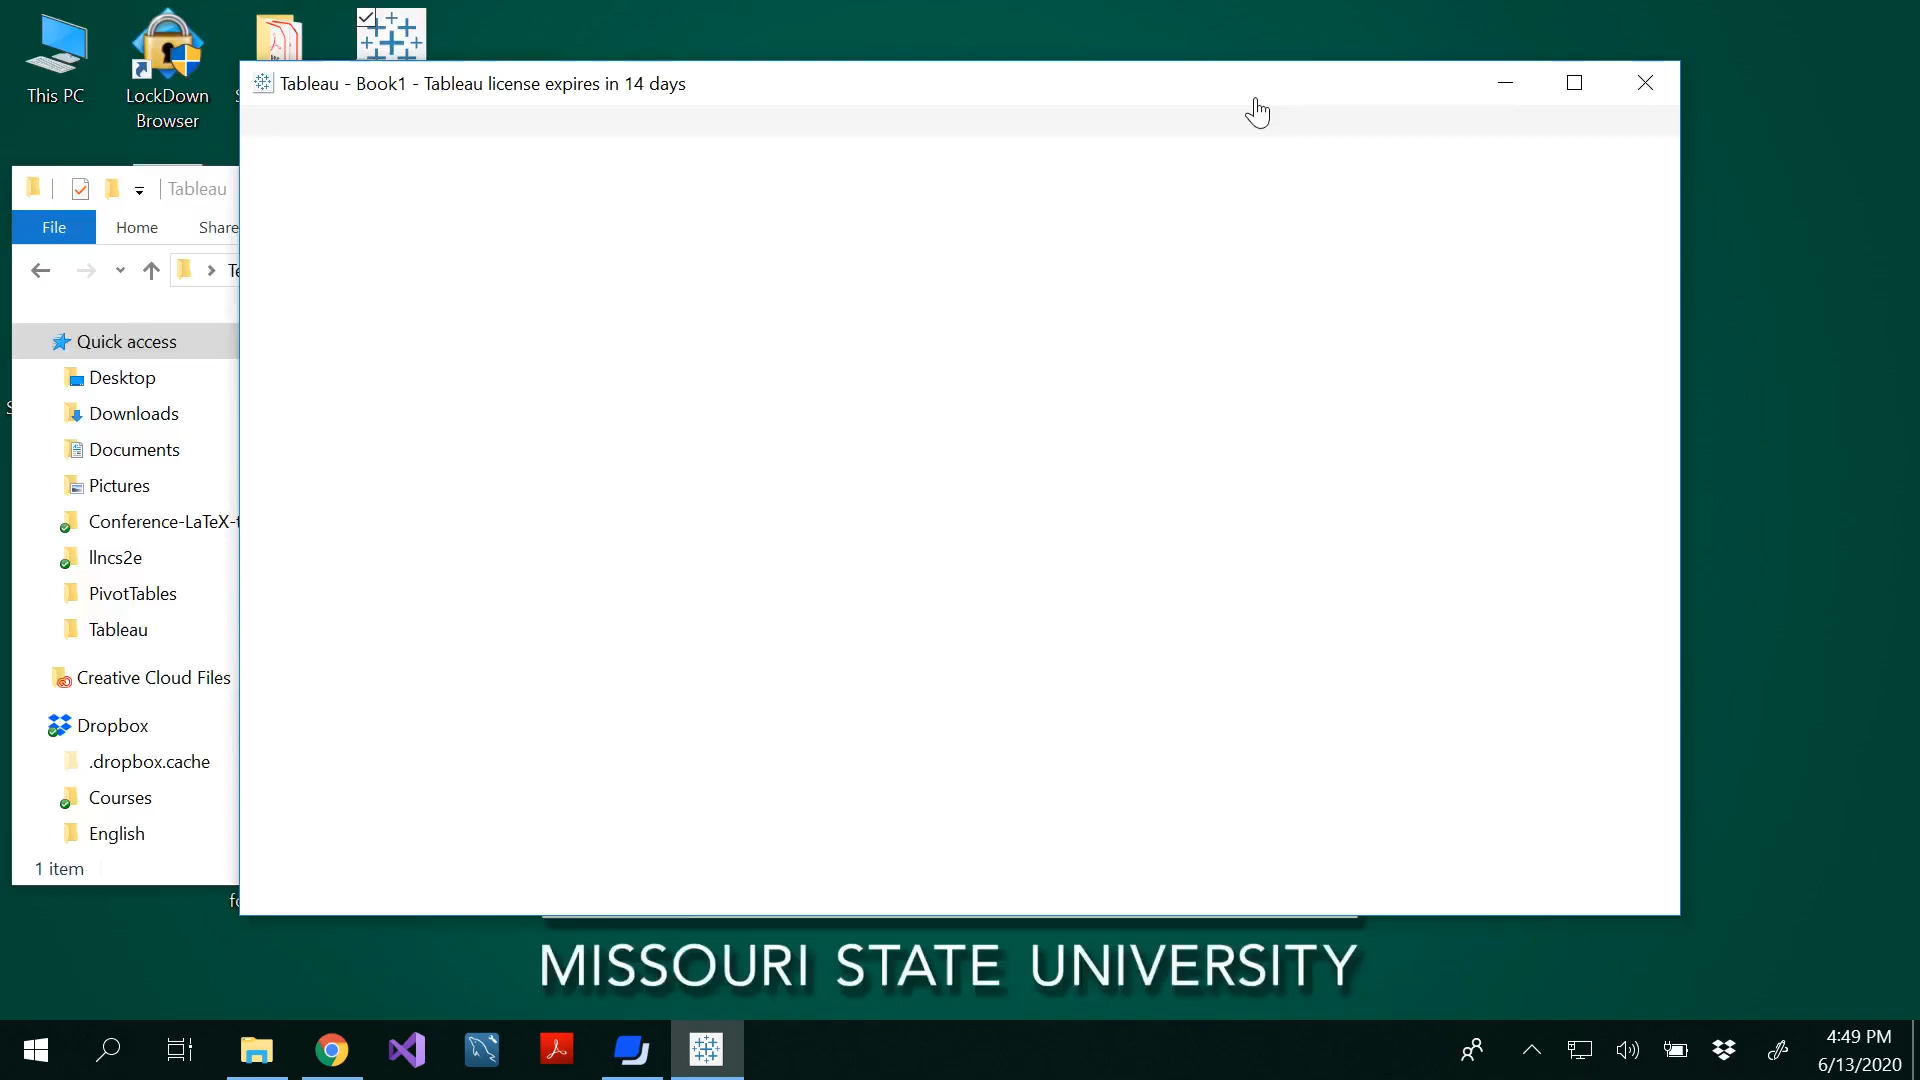 This PC
LockDown
Browser
Tableau - Book1 - Tableau license expires in 14 days
Tableau
File
Home
Share
Quick access
Desktop
Downloads
Documents
Pictures
Conference-LaTeX-t
llncs2e
PivotTables
Tableau
Creative Cloud Files
Dropbox
.dropbox.cache
Courses
English
1 item
MISSOURI STATE UNIVERSITY
4:49 PM
6/13/2020